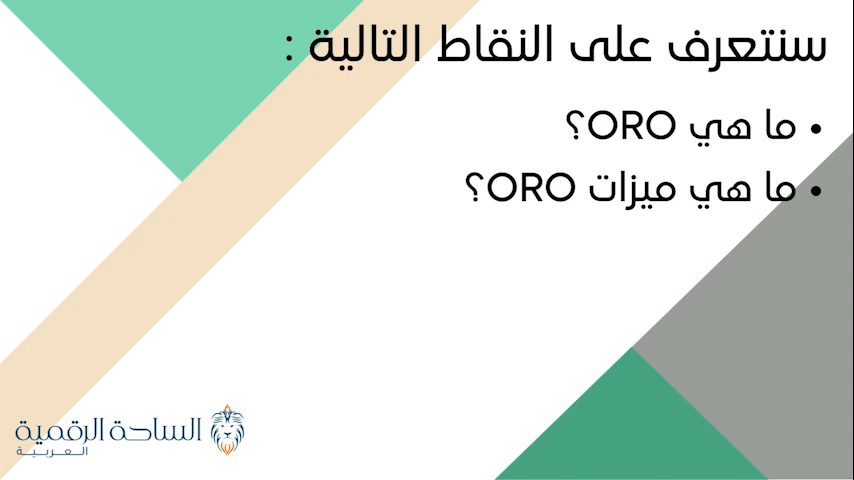 سنتعرف على النقاط التالية :
• ما هي ORO؟
• ما هي ميزات ORO؟
الساحة الرقمية
العربية